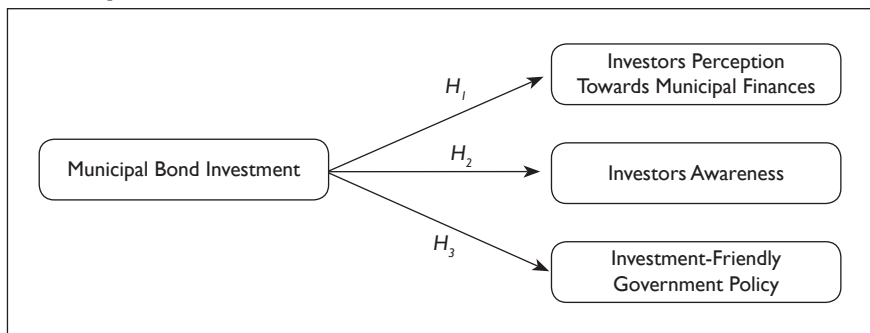 Investors Perception
Towards Municipal Finances
H1
Municipal Bond Investment
H2
Investors Awareness
H3
Investment-Friendly
Government Policy